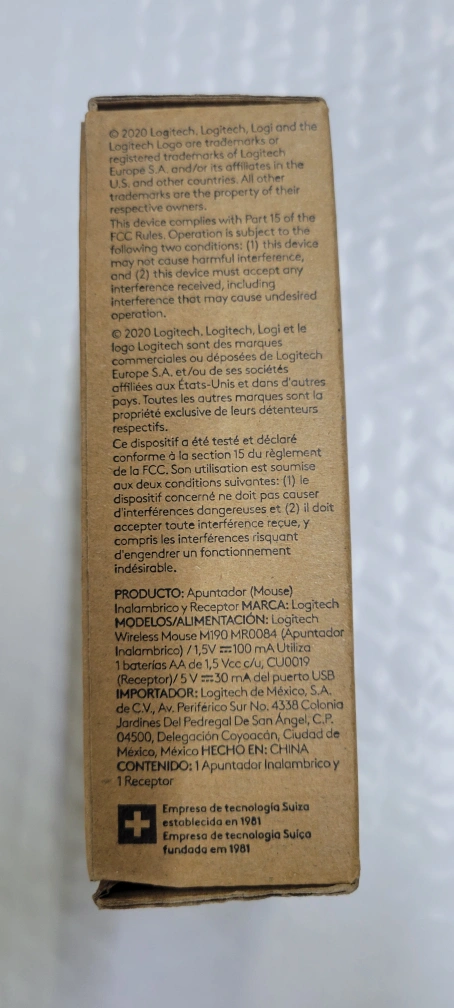 © 2020 Logitech. Logitech, Logi and the
Logitech Logo are trademarks or
registered trademarks of Logitech
Europe S.A. and/or its affiliates in the
U.S. and other countries. All other
trademarks are the property of their
respective owners.
This device complies with Part 15 of the
FCC Rules. Operation is subject to the
following two conditions: (1) this device
may not cause harmful interference,
and (2) this device must accept any
interference received, including
interference that may cause undesired
operation.
© 2020 Logitech. Logitech, Logi et le
logo Logitech sont des marques
commerciales ou déposées de Logitech
Europe S.A. et/ou de ses sociétés
affiliées aux États-Unis et dans d'autres
pays. Toutes les autres marques sont la
propriété exclusive de leurs détenteurs
respectifs.
Ce dispositif a été testé et déclaré
conforme à la section 15 du règlement
de la FCC. Son utilisation est soumise
aux deux conditions suivantes: (1) le
dispositif concerné ne doit pas causer
d'interférences dangereuses et (2) il doit
accepter toute interférence reçue, y
compris les interférences risquant
d'engendrer un fonctionnement
indésirable.
PRODUCTO: Apuntador (Mouse)
Inalambrico y Receptor MARCA: Logitech
MODELOS/ALIMENTACIÓN: Logitech
Wireless Mouse M190 MR0084 (Apuntador
Inalambrico) / 1,5V ⎓ 100 mA Utiliza
1 baterías AA de 1,5 Vcc c/u, CU0019
(Receptor)/ 5 V ⎓ 30 mA del puerto USB
IMPORTADOR: Logitech de México, S.A.
de C.V., Av. Periférico Sur No. 4338 Colonia
Jardines Del Pedregal De San Ángel, C.P.
04500, Delegación Coyoacán, Ciudad de
México, México HECHO EN: CHINA
CONTENIDO: 1 Apuntador Inalambrico y
1 Receptor
Empresa de tecnología Suiza
establecida en 1981
Empresa de tecnologia Suíça
fundada em 1981